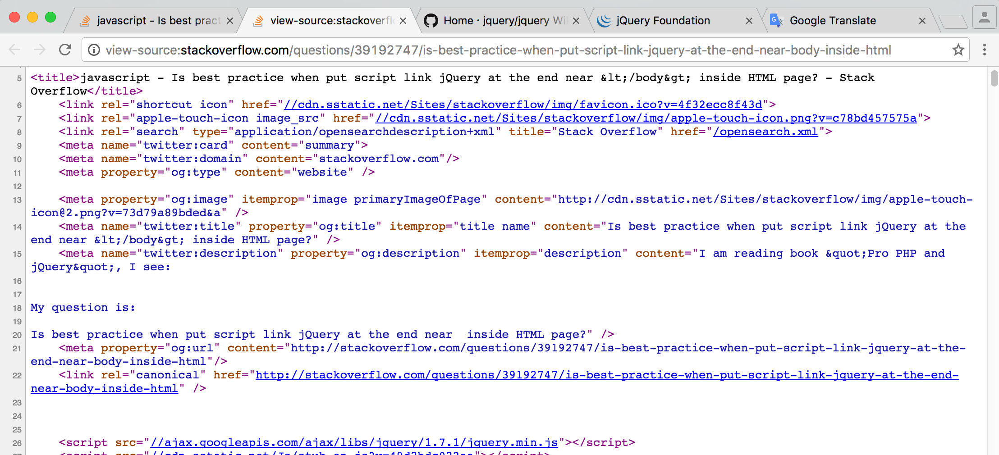 javascript - Is best pract
view-source:stackoverfl
Home · jquery/jquery Wi
jQuery Foundation
Google Translate
view-source:stackoverflow.com/questions/39192747/is-best-practice-when-put-script-link-jquery-at-the-end-near-body-inside-html
5 <title>javascript - Is best practice when put script link jQuery at the end near &lt;/body&gt; inside HTML page? - Stack
Overflow</title>
6 <link rel="shortcut icon" href="//cdn.sstatic.net/Sites/stackoverflow/img/favicon.ico?v=4f32ecc8f43d">
7 <link rel="apple-touch-icon image_src" href="//cdn.sstatic.net/Sites/stackoverflow/img/apple-touch-icon.png?v=c78bd457575a">
8 <link rel="search" type="application/opensearchdescription+xml" title="Stack Overflow" href="/opensearch.xml">
9 <meta name="twitter:card" content="summary">
10 <meta name="twitter:domain" content="stackoverflow.com"/>
11 <meta property="og:type" content="website" />
12
13 <meta property="og:image" itemprop="image primaryImageOfPage" content="http://cdn.sstatic.net/Sites/stackoverflow/img/apple-touch-
icon@2.png?v=73d79a89bded&a" />
14 <meta name="twitter:title" property="og:title" itemprop="title name" content="Is best practice when put script link jQuery at the
end near &lt;/body&gt; inside HTML page?" />
15 <meta name="twitter:description" property="og:description" itemprop="description" content="I am reading book &quot;Pro PHP and
jQuery&quot;, I see:
16
17
18 My question is:
19
20 Is best practice when put script link jQuery at the end near  inside HTML page?" />
21 <meta property="og:url" content="http://stackoverflow.com/questions/39192747/is-best-practice-when-put-script-link-jquery-at-the-
end-near-body-inside-html"/>
22 <link rel="canonical" href="http://stackoverflow.com/questions/39192747/is-best-practice-when-put-script-link-jquery-at-the-end-
near-body-inside-html" />
23
24
25
26 <script src="//ajax.googleapis.com/ajax/libs/jquery/1.7.1/jquery.min.js"></script>